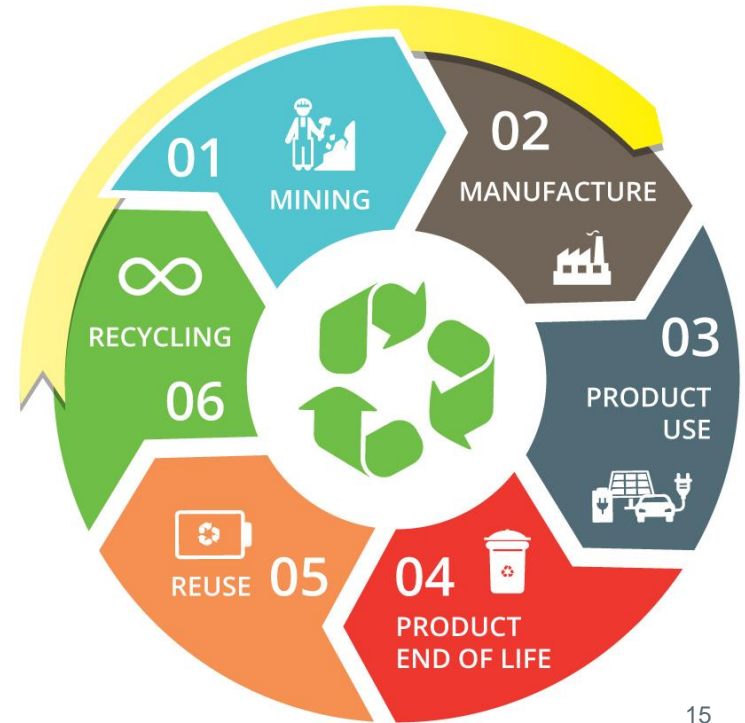 01
MINING
02
MANUFACTURE
03
PRODUCT
USE
04
PRODUCT
END OF LIFE
REUSE 05
RECYCLING
06
15